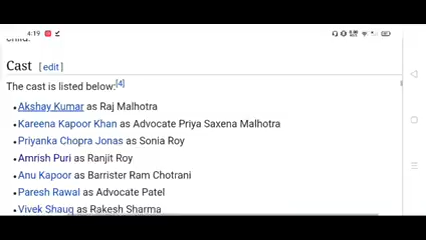 4:19
child.
Cast [edit]
The cast is listed below:[4]
• Akshay Kumar as Raj Malhotra
• Kareena Kapoor Khan as Advocate Priya Saxena Malhotra
• Priyanka Chopra Jonas as Sonia Roy
• Amrish Puri as Ranjit Roy
• Anu Kapoor as Barrister Ram Chotrani
• Paresh Rawal as Advocate Patel
• Vivek Shauq as Rakesh Sharma